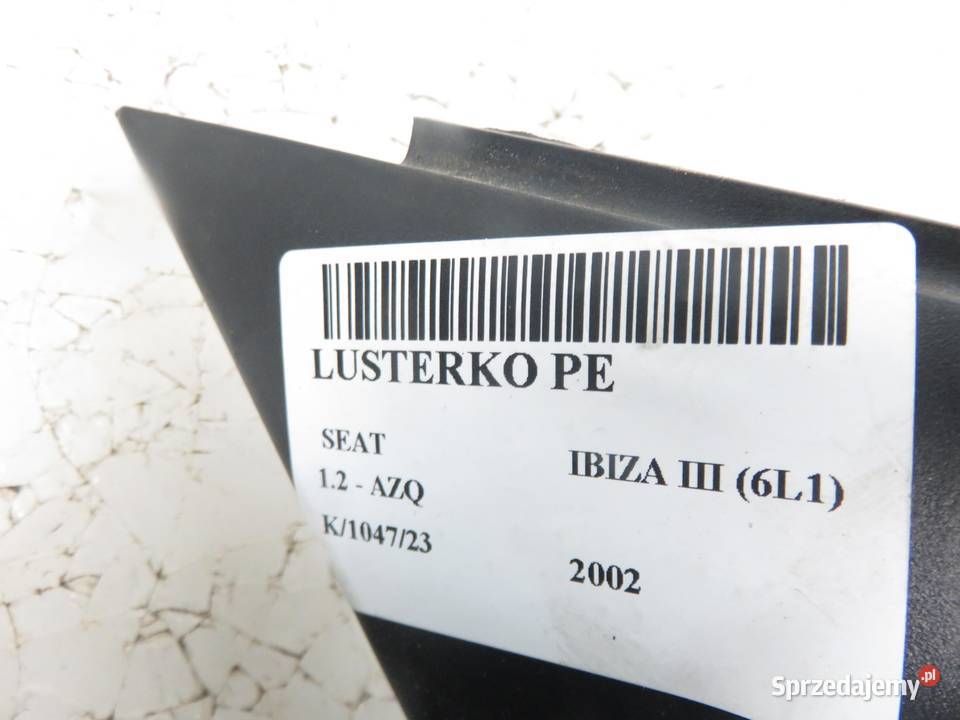 LUSTERKO PE
SEAT
IBIZA III (6L1)
1.2 - AZQ
K/1047/23
2002
Sprzedajemy.pl